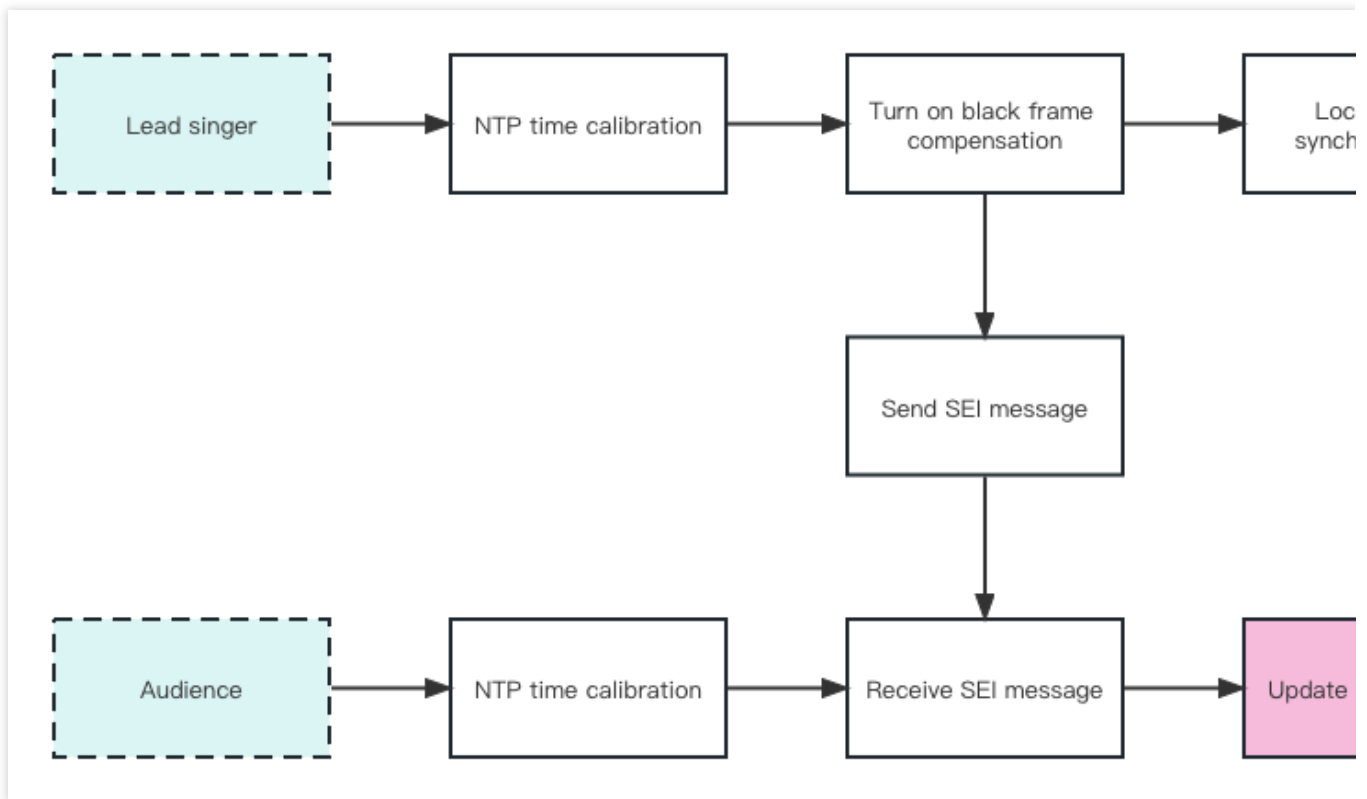 Lead singer
NTP time calibration
Turn on black frame
compensation
Send SEI message
Audience
NTP time calibration
Receive SEI message
Update